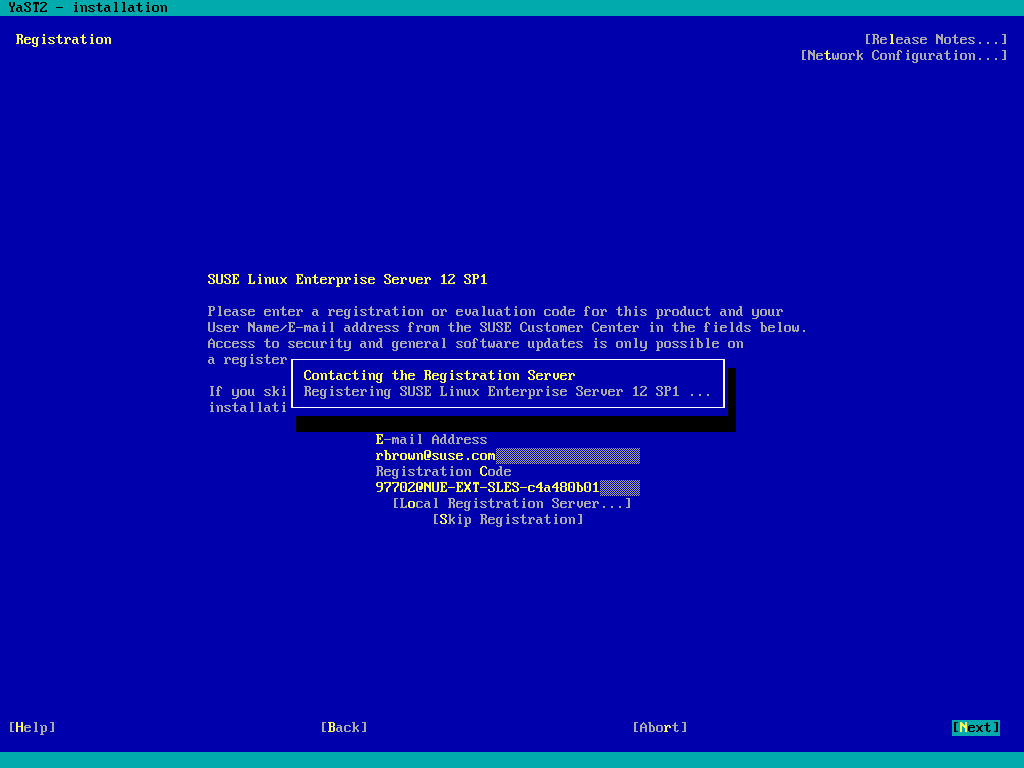 YaST2 - installation
Registration
[Release Notes...]
[Network Configuration...]
SUSE Linux Enterprise Server 12 SP1
Please enter a registration or evaluation code for this product and your
User Name/E-mail address from the SUSE Customer Center in the fields below.
Access to security and general software updates is only possible on
a register
Contacting the Registration Server
If you ski
Registering SUSE Linux Enterprise Server 12 SP1 ...
installati
E-mail Address
rbrown@suse.com
Registration Code
97702@NUE-EXT-SLES-c4a480b01
[Local Registration Server...]
[Skip Registration]
[Help] [Back] [Abort] [Next]